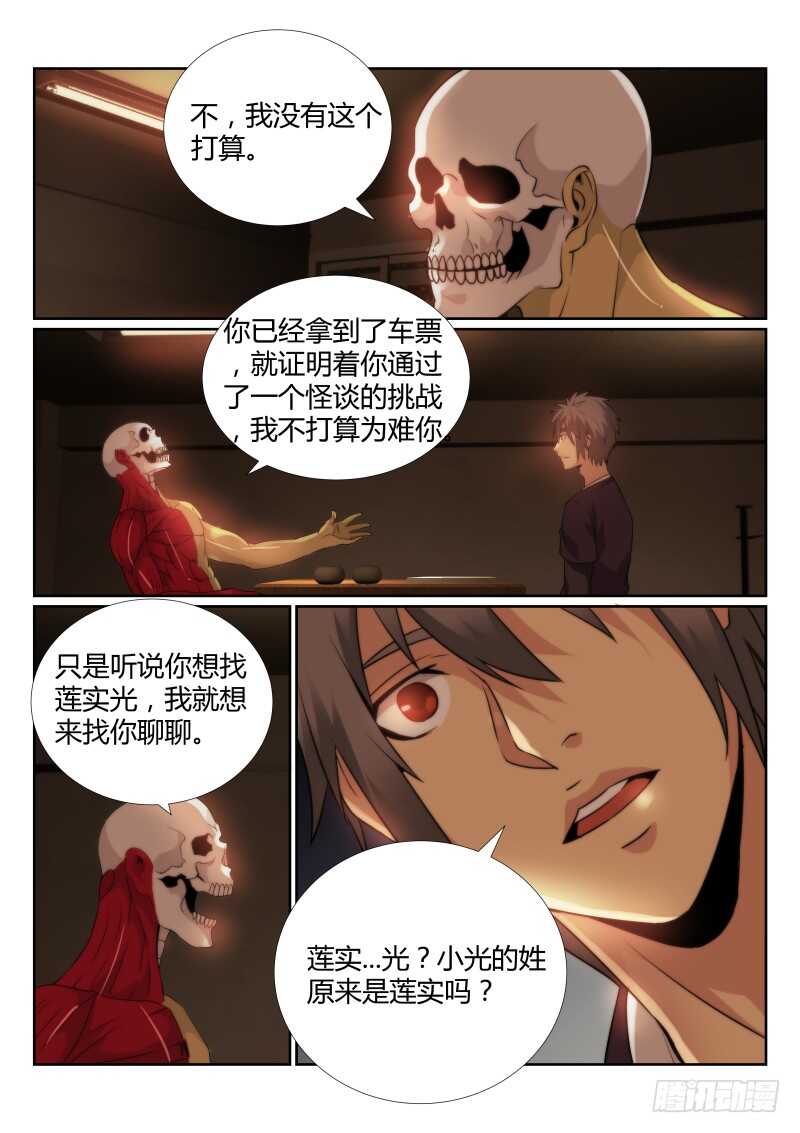 不，我没有这个
打算。
你已经拿到了车票
，就证明着你通过
了一个怪谈的挑战
，我不打算为难你。
只是听说你想找
莲实光，我就想
来找你聊聊。
莲实...光？小光的姓
原来是莲实吗？
腾讯动漫